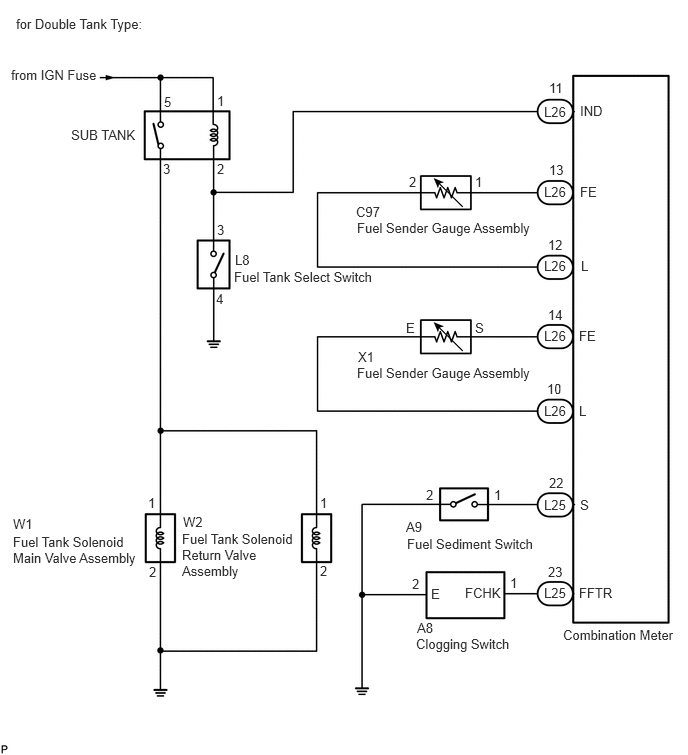 for Double Tank Type:
from IGN Fuse
5
1
SUB TANK
3
2
11
L26
IND
13
2
1
L26
FE
C97
Fuel Sender Gauge Assembly
12
L26
L
3
L8
Fuel Tank Select Switch
4
14
E
S
L26
FE
X1
Fuel Sender Gauge Assembly
10
L26
L
22
2
1
L25
S
A9
Fuel Sediment Switch
1
1
W1
Fuel Tank Solenoid
Main Valve Assembly
W2
Fuel Tank Solenoid
Return Valve
Assembly
2
2
23
2
1
E
FCHK
L25
FFTR
A8
Clogging Switch
Combination Meter
P